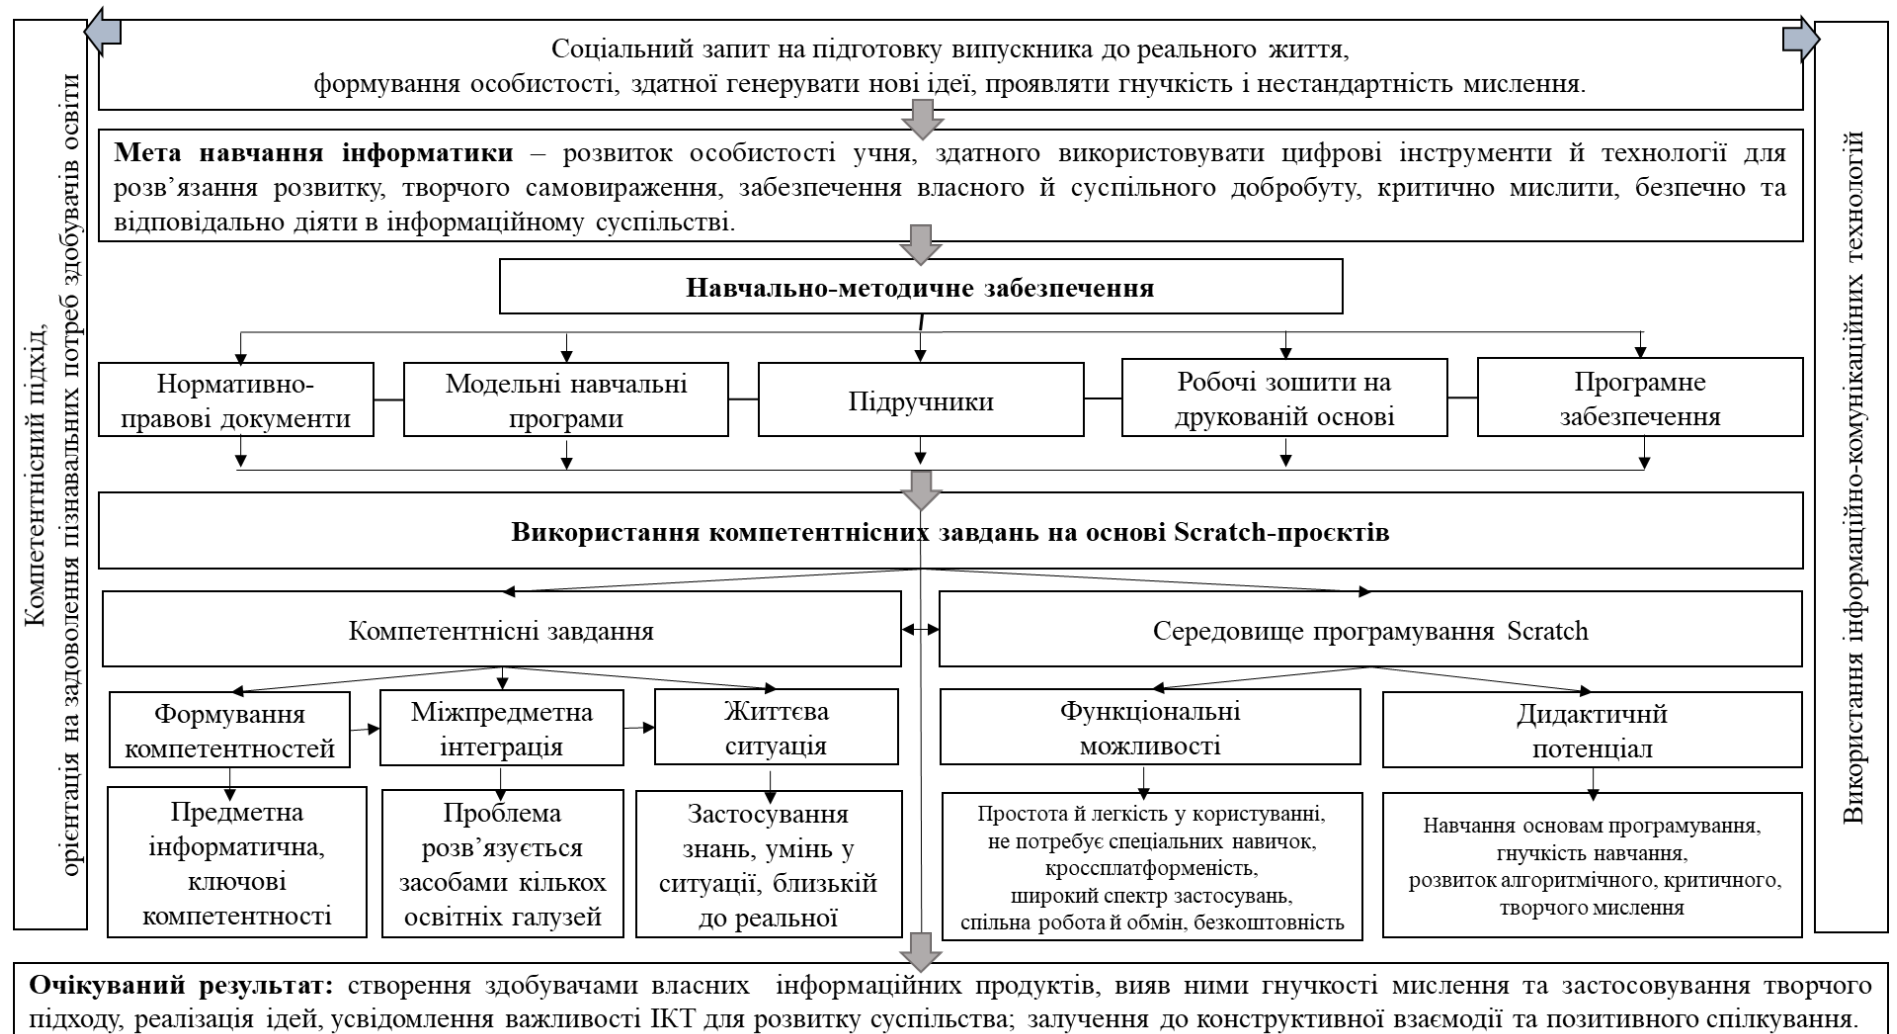 Соціальний запит на підготовку випускника до реального життя,
формування особистості, здатної генерувати нові ідеї, проявляти гнучкість і нестандартність мислення.
Компетентнісний підхід,
орієнтація на задоволення пізнавальних потреб здобувачів освіти
Використання інформаційно-комунікаційних технологій
Мета навчання інформатики – розвиток особистості учня, здатного використовувати цифрові інструменти й технології для
розв’язання розвитку, творчого самовираження, забезпечення власного й суспільного добробуту, критично мислити, безпечно та
відповідально діяти в інформаційному суспільстві.
Навчально-методичне забезпечення
Нормативно-
правові документи
Модельні навчальні
програми
Підручники
Робочі зошити на
друкованій основі
Програмне
забезпечення
Використання компетентнісних завдань на основі Scratch-проєктів
Компетентнісні завдання
Середовище програмування Scratch
Формування
компетентностей
Міжпредметна
інтеграція
Життєва
ситуація
Функціональні
можливості
Дидактичнй
потенціал
Предметна
інформатична,
ключові
компетентності
Проблема
розв’язується
засобами кількох
освітніх галузей
Застосування
знань, умінь у
ситуації, близькій
до реальної
Простота й легкість у користуванні,
не потребує спеціальних навичок,
кроссплатформеність,
широкий спектр застосувань,
спільна робота й обмін, безкоштовність
Навчання основам програмування,
гнучкість навчання,
розвиток алгоритмічного, критичного,
творчого мислення
Очікуваний результат: створення здобувачами власних інформаційних продуктів, вияв ними гнучкості мислення та застосовування творчого
підходу, реалізація ідей, усвідомлення важливості ІКТ для розвитку суспільства; залучення до конструктивної взаємодії та позитивного спілкування.